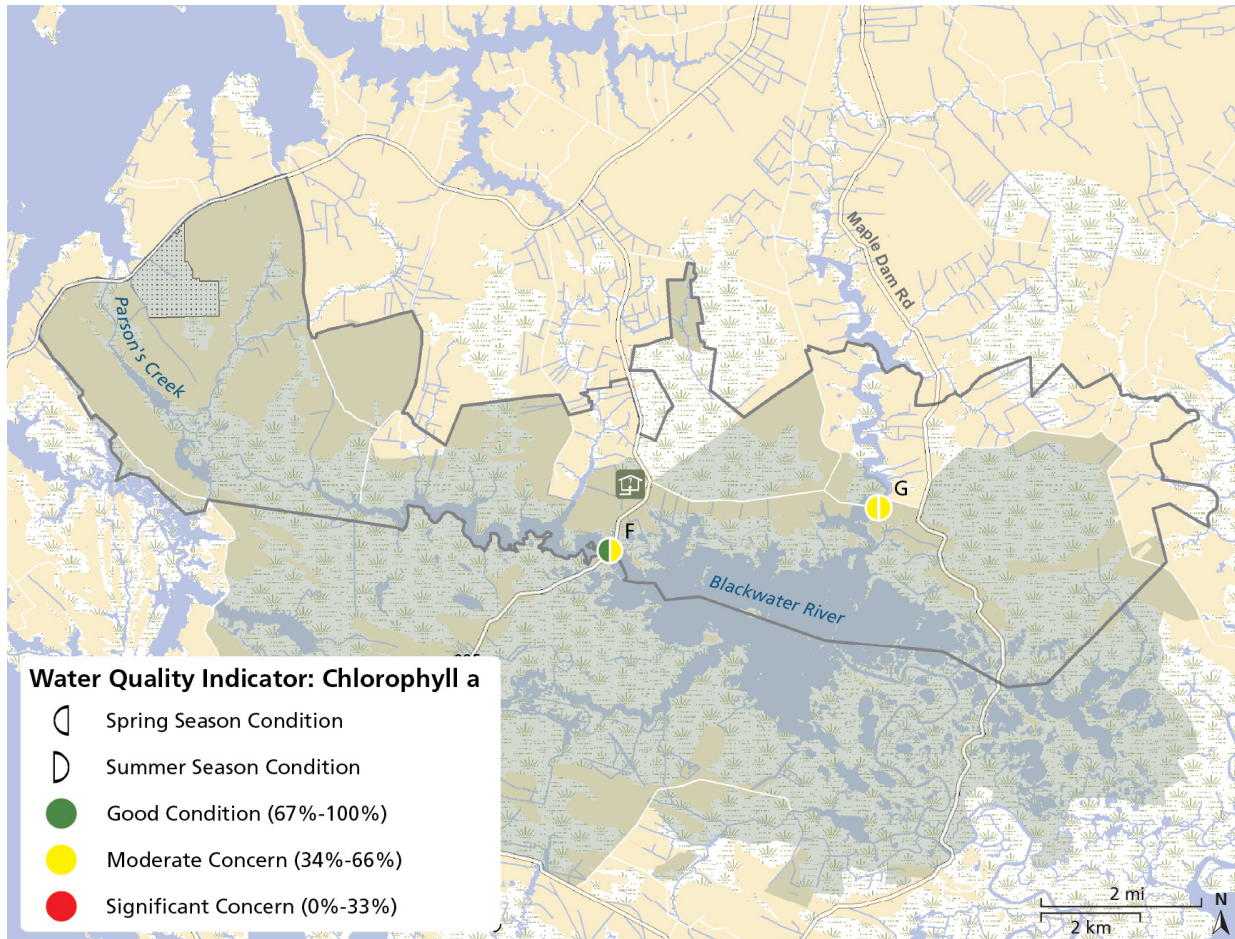 Maple Dam Rd
Parson's Creek
G
F
Blackwater River
Water Quality Indicator: Chlorophyll a
Spring Season Condition
Summer Season Condition
Good Condition (67%-100%)
Moderate Concern (34%-66%)
Significant Concern (0%-33%)
2 mi
2 km
N